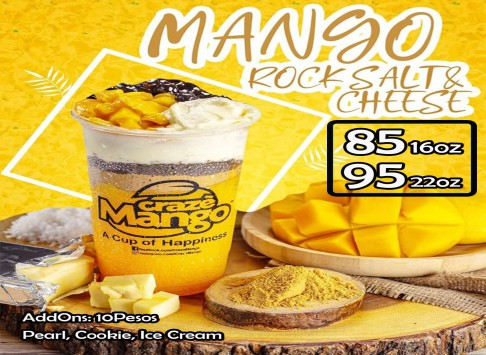 MANGO
ROCK SALT &
CHEESE
85 16oz
95 22oz
Craze
Mango
A Cup of Happiness
AddOns: 10Pesos
Pearl, Cookie, Ice Cream